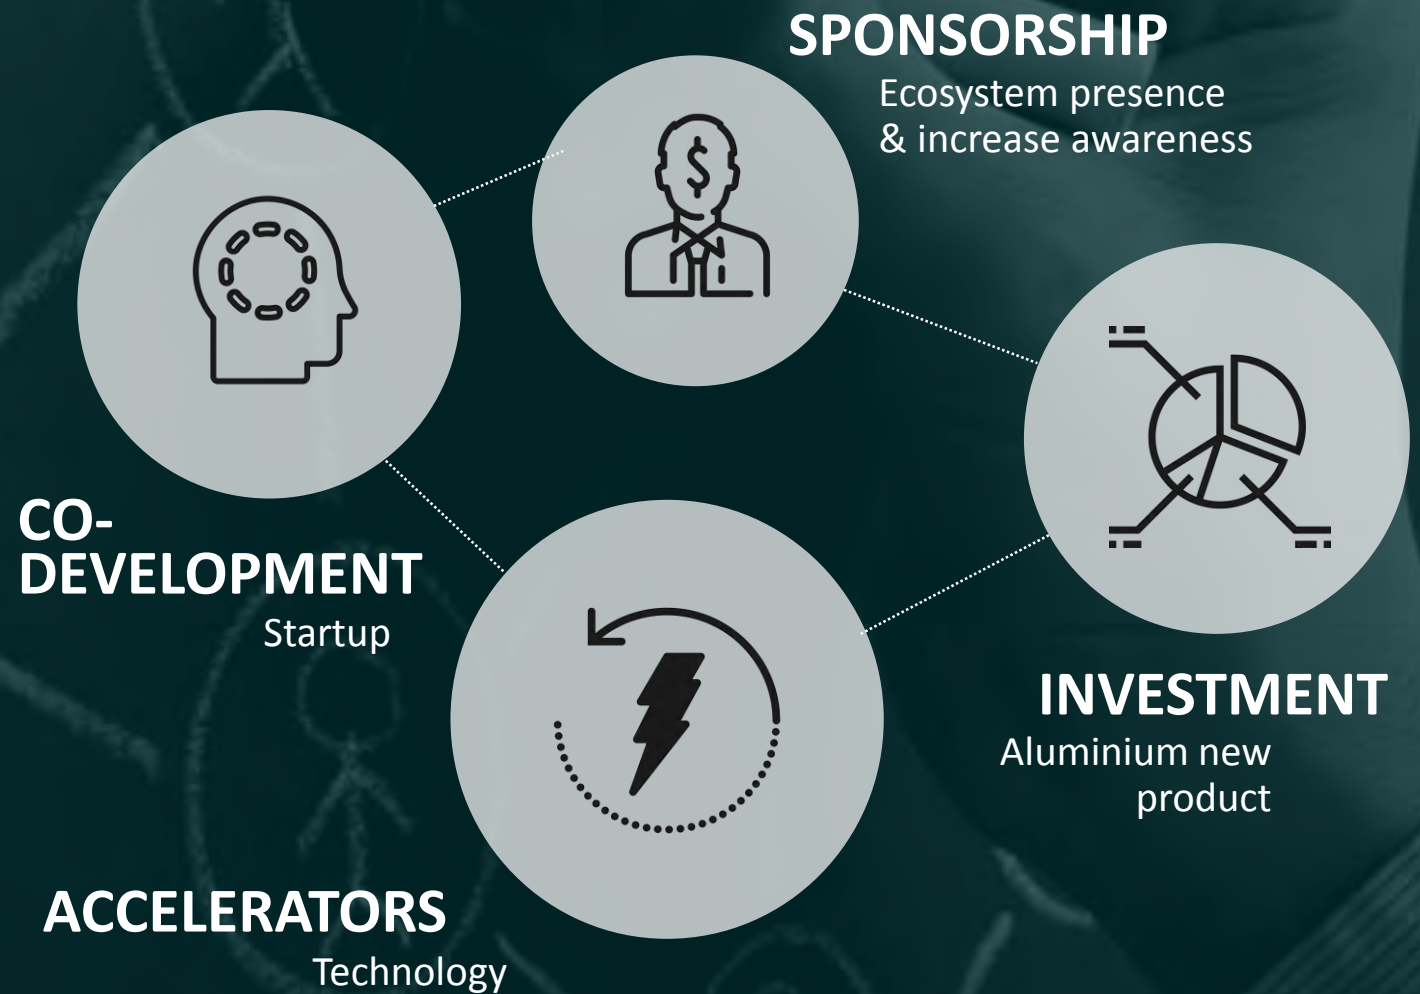 SPONSORSHIP
Ecosystem presence
& increase awareness
CO-
DEVELOPMENT
Startup
INVESTMENT
Aluminium new
product
ACCELERATORS
Technology